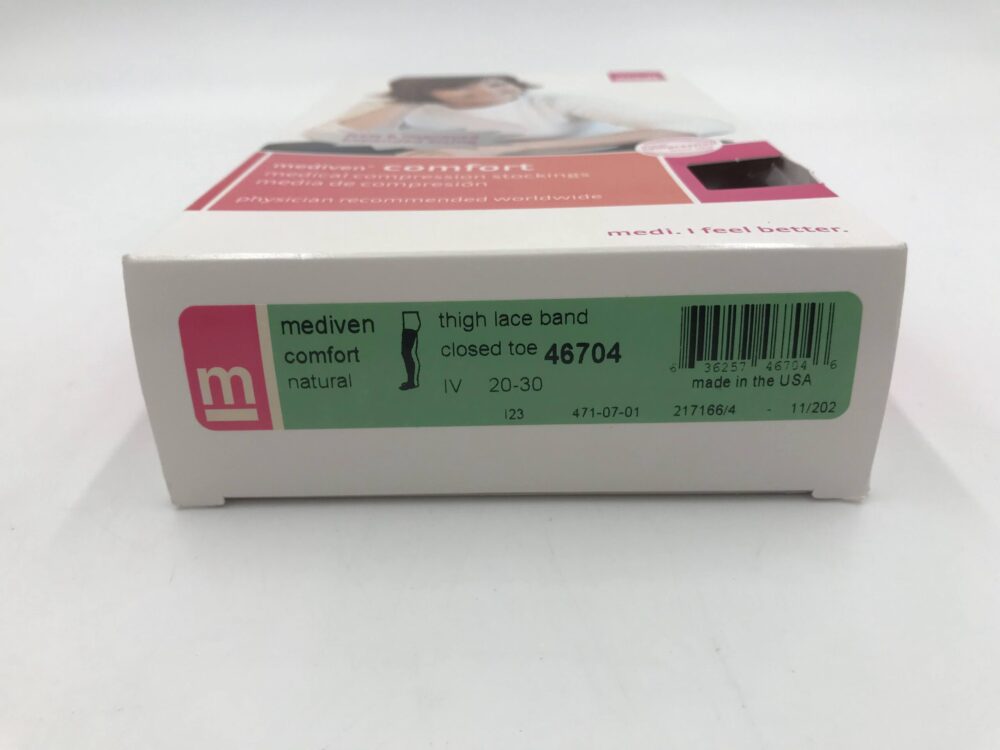 mediven comfort
medical compression stockings
media de compresión
physician recommended worldwide
medi. I feel better.
m
mediven
comfort
natural
thigh lace band
closed toe 46704
IV 20-30
6 36257 46704 6
made in the USA
I23 471-07-01 217166/4 - 11/202